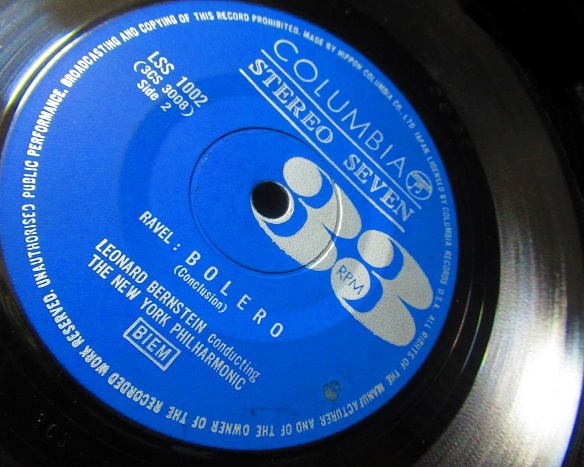 UNAUTHORISED PUBLIC PERFORMANCE, BROADCASTING AND COPYING OF THIS RECORD PROHIBITED. MADE BY NIPPON COLUMBIA CO., LTD JAPAN LICENSED BY COLUMBIA RECORDS U.S.A. ALL RIGHTS OF THE MANUFACTURER AND OF THE OWNER OF THE RECORDED WORK RESERVED.
COLUMBIA
STEREO SEVEN
LSS 1002
(3CS 3008)
Side 2
33
RPM
RAVEL : BOLERO
(Conclusion)
LEONARD BERNSTEIN conducting
THE NEW YORK PHILHARMONIC
BIEM